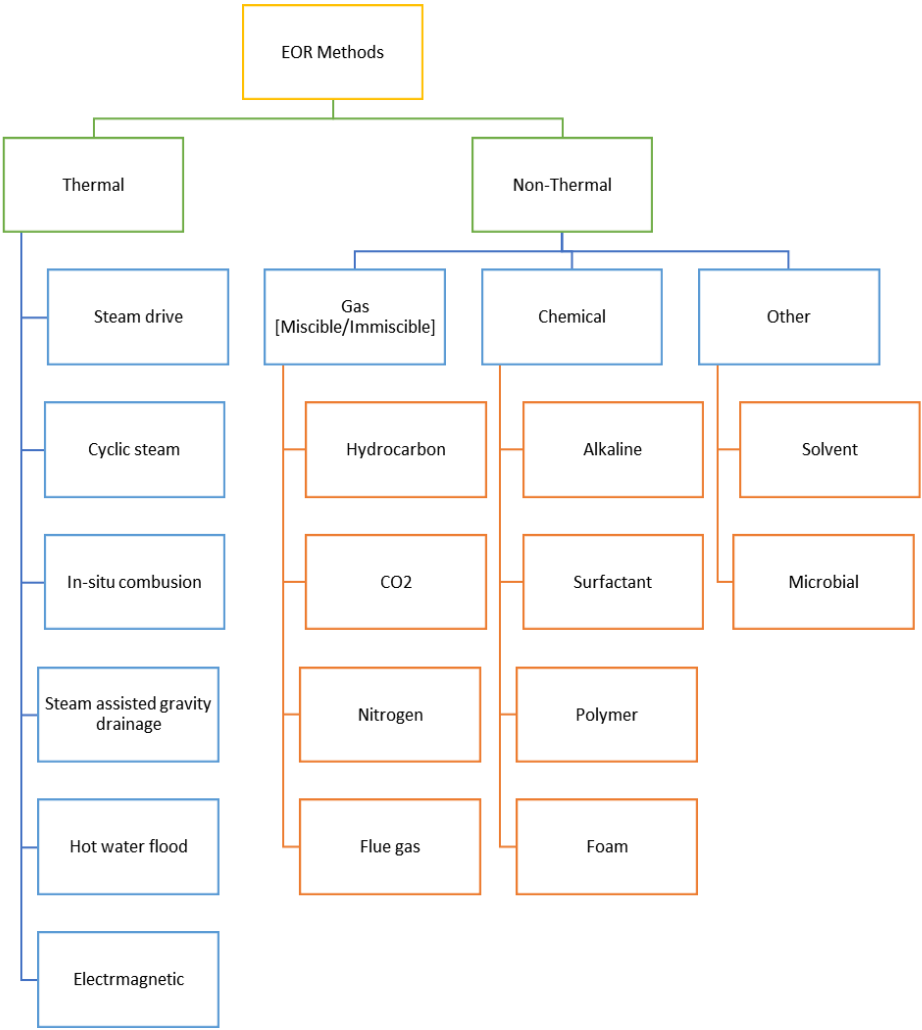 EOR Methods
Thermal
Non-Thermal
Steam drive
Cyclic steam
In-situ combusion
Steam assisted gravity
drainage
Hot water flood
Electrmagnetic
Gas
[Miscible/Immiscible]
Hydrocarbon
CO2
Nitrogen
Flue gas
Chemical
Alkaline
Surfactant
Polymer
Foam
Other
Solvent
Microbial